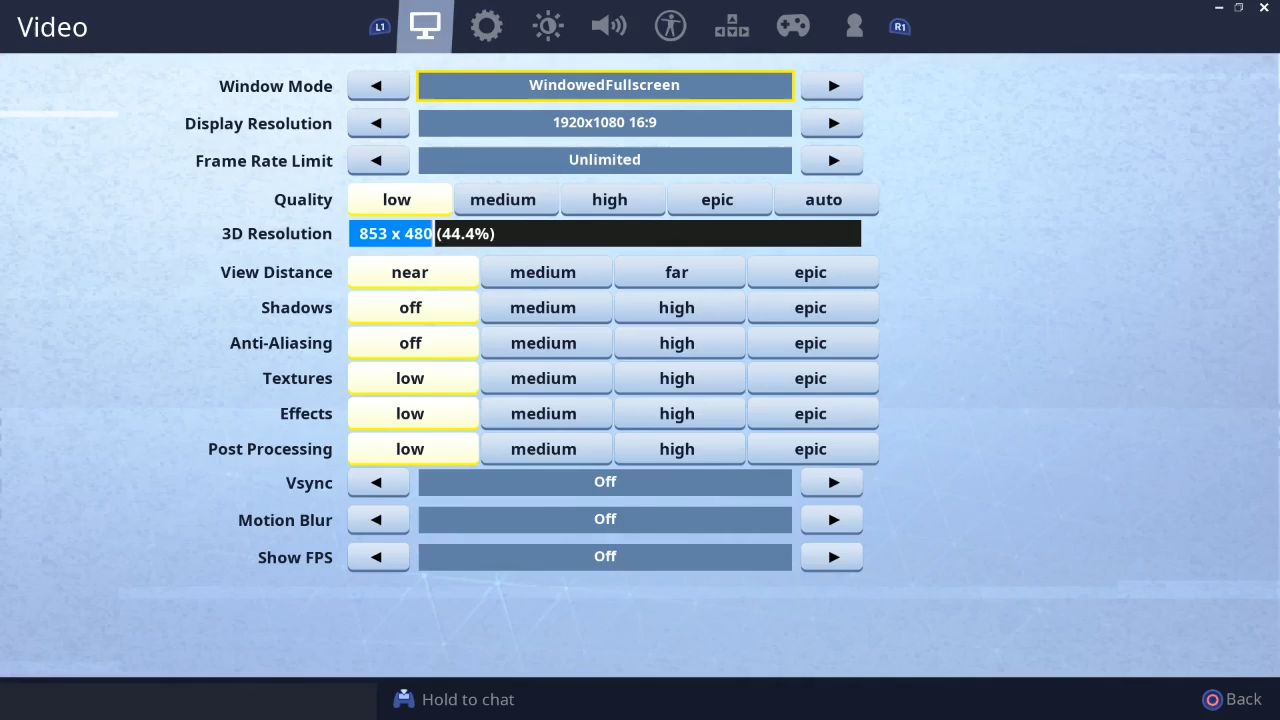 Video
L1
R1
Window Mode
WindowedFullscreen
Display Resolution
1920x1080 16:9
Frame Rate Limit
Unlimited
Quality low medium high epic auto
3D Resolution 853 x 480 (44.4%)
View Distance near medium far epic
Shadows off medium high epic
Anti-Aliasing off medium high epic
Textures low medium high epic
Effects low medium high epic
Post Processing low medium high epic
Vsync Off
Motion Blur Off
Show FPS Off
Hold to chat
Back